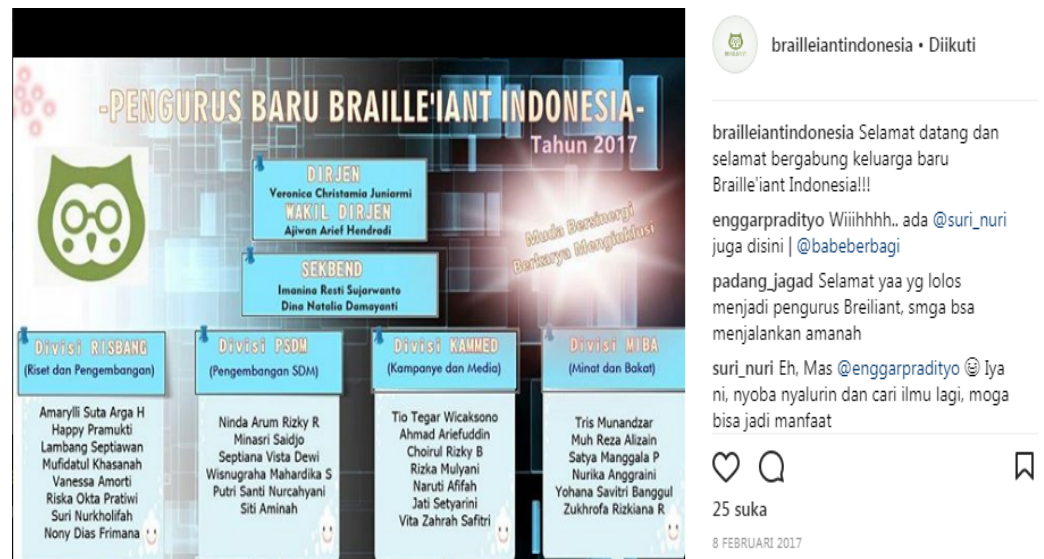 -PENGURUS BARU BRAILLE'IANT INDONESIA-
Tahun 2017
DIRJEN
Veronica Christamia Juniarmi
WAKIL DIRJEN
Ajiwan Arief Hendradi
SEKBEND
Imanina Resti Sujarwanto
Dina Natalia Damayanti
Muda Bersinergi
Berkarya Menginklusi
Divisi RISBANG
(Riset dan Pengembangan)
Amarylli Suta Arga H
Happy Pramukti
Lambang Septiawan
Mufidatul Khasanah
Vanessa Amorti
Riska Okta Pratiwi
Suri Nurkholifah
Nony Dias Frimana
Divisi PSDM
(Pengembangan SDM)
Ninda Arum Rizky R
Minasri Saidjo
Septiana Vista Dewi
Wisnugraha Mahardika S
Putri Santi Nurcahyani
Siti Aminah
Divisi KAMMED
(Kampanye dan Media)
Tio Tegar Wicaksono
Ahmad Ariefuddin
Choirul Rizky B
Rizka Mulyani
Naruti Afifah
Jati Setyarini
Vita Zahrah Safitri
Divisi MIBA
(Minat dan Bakat)
Tris Munandzar
Muh Reza Alizain
Satya Manggala P
Nurika Anggraini
Yohana Savitri Banggul
Zukhrofa Rizkiana R
brailleiantindonesia • Diikuti
brailleiantindonesia Selamat datang dan
selamat bergabung keluarga baru
Braille'iant Indonesia!!!
enggarpradityo Wiiihhhh.. ada @suri_nuri
juga disini | @babeberbagi
padang_jagad Selamat yaa yg lolos
menjadi pengurus Breiliant, smga bsa
menjalankan amanah
suri_nuri Eh, Mas @enggarpradityo 😄 Iya
ni, nyoba nyalurin dan cari ilmu lagi, moga
bisa jadi manfaat
25 suka
8 FEBRUARI 2017